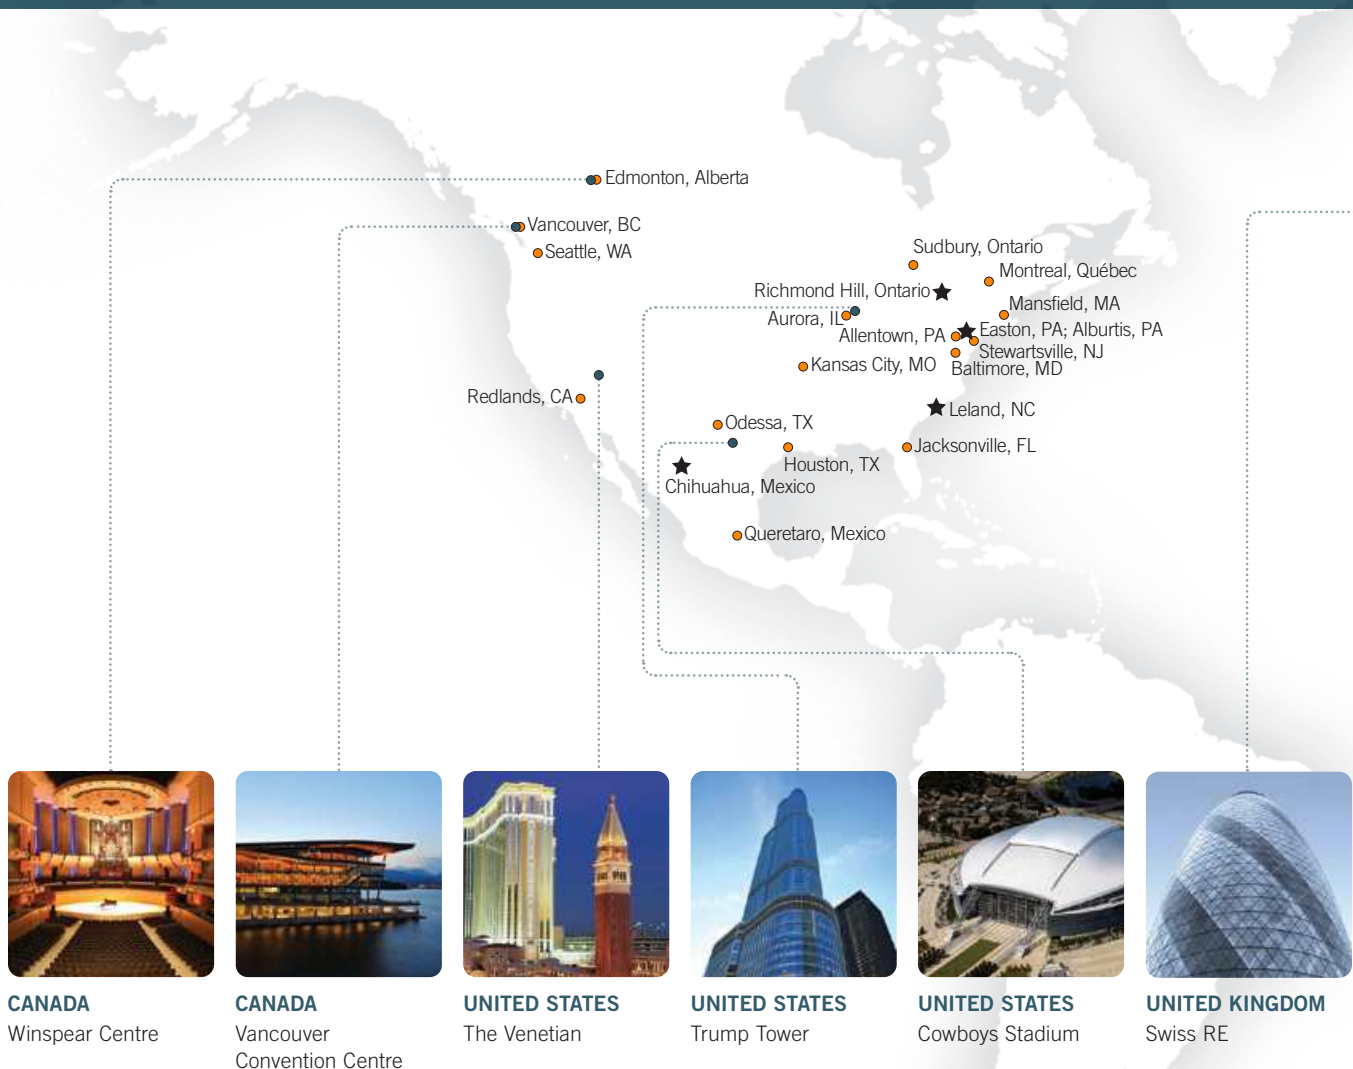 Edmonton, Alberta
Vancouver, BC
Seattle, WA
Sudbury, Ontario
Montreal, Québec
Richmond Hill, Ontario
Mansfield, MA
Aurora, IL
Easton, PA; Alburtis, PA
Allentown, PA
Stewartsville, NJ
Kansas City, MO
Baltimore, MD
Redlands, CA
Leland, NC
Odessa, TX
Jacksonville, FL
Houston, TX
Chihuahua, Mexico
Queretaro, Mexico
CANADA
Winspear Centre
CANADA
Vancouver
Convention Centre
UNITED STATES
The Venetian
UNITED STATES
Trump Tower
UNITED STATES
Cowboys Stadium
UNITED KINGDOM
Swiss RE